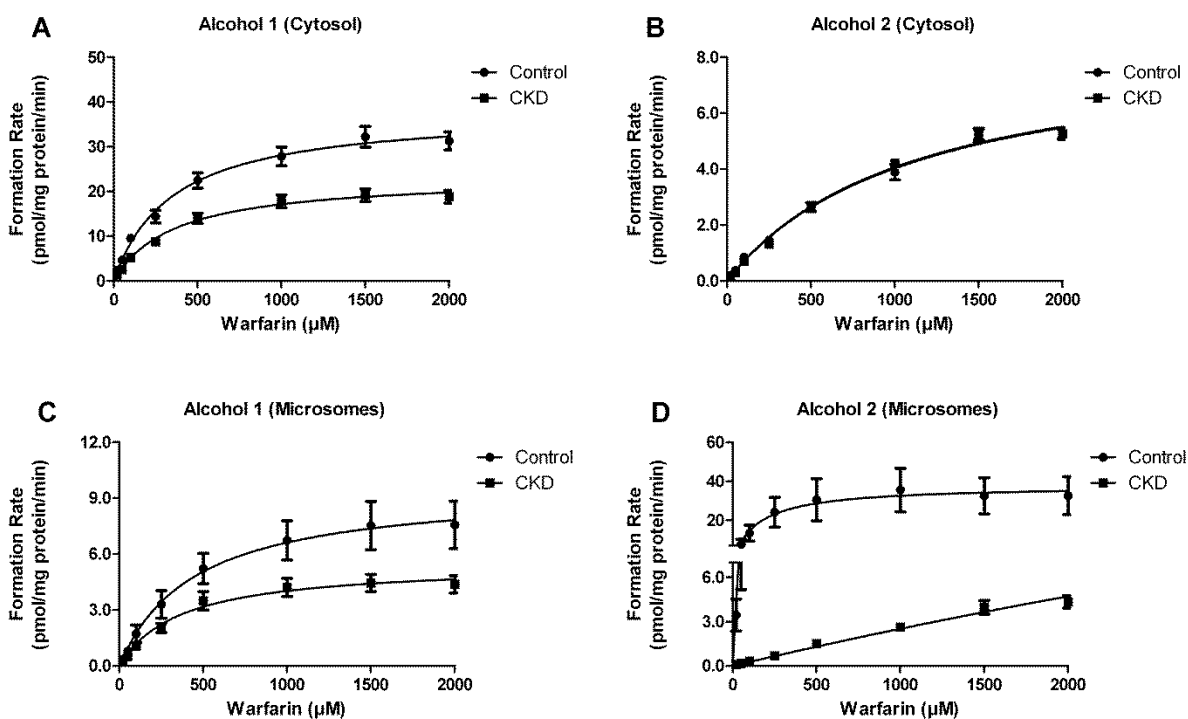 A
Alcohol 1 (Cytosol)
Formation Rate
(pmol/mg protein/min)
50
40
30
20
10
0
0
500
1000
1500
2000
Warfarin (µM)
Control
CKD
B
Alcohol 2 (Cytosol)
Formation Rate
(pmol/mg protein/min)
8.0
6.0
4.0
2.0
0.0
0
500
1000
1500
2000
Warfarin (µM)
Control
CKD
C
Alcohol 1 (Microsomes)
Formation Rate
(pmol/mg protein/min)
12.0
9.0
6.0
3.0
0.0
0
500
1000
1500
2000
Warfarin (µM)
Control
CKD
D
Alcohol 2 (Microsomes)
Formation Rate
(pmol/mg protein/min)
60
40
20
6.0
3.0
0.0
0
500
1000
1500
2000
Warfarin (µM)
Control
CKD